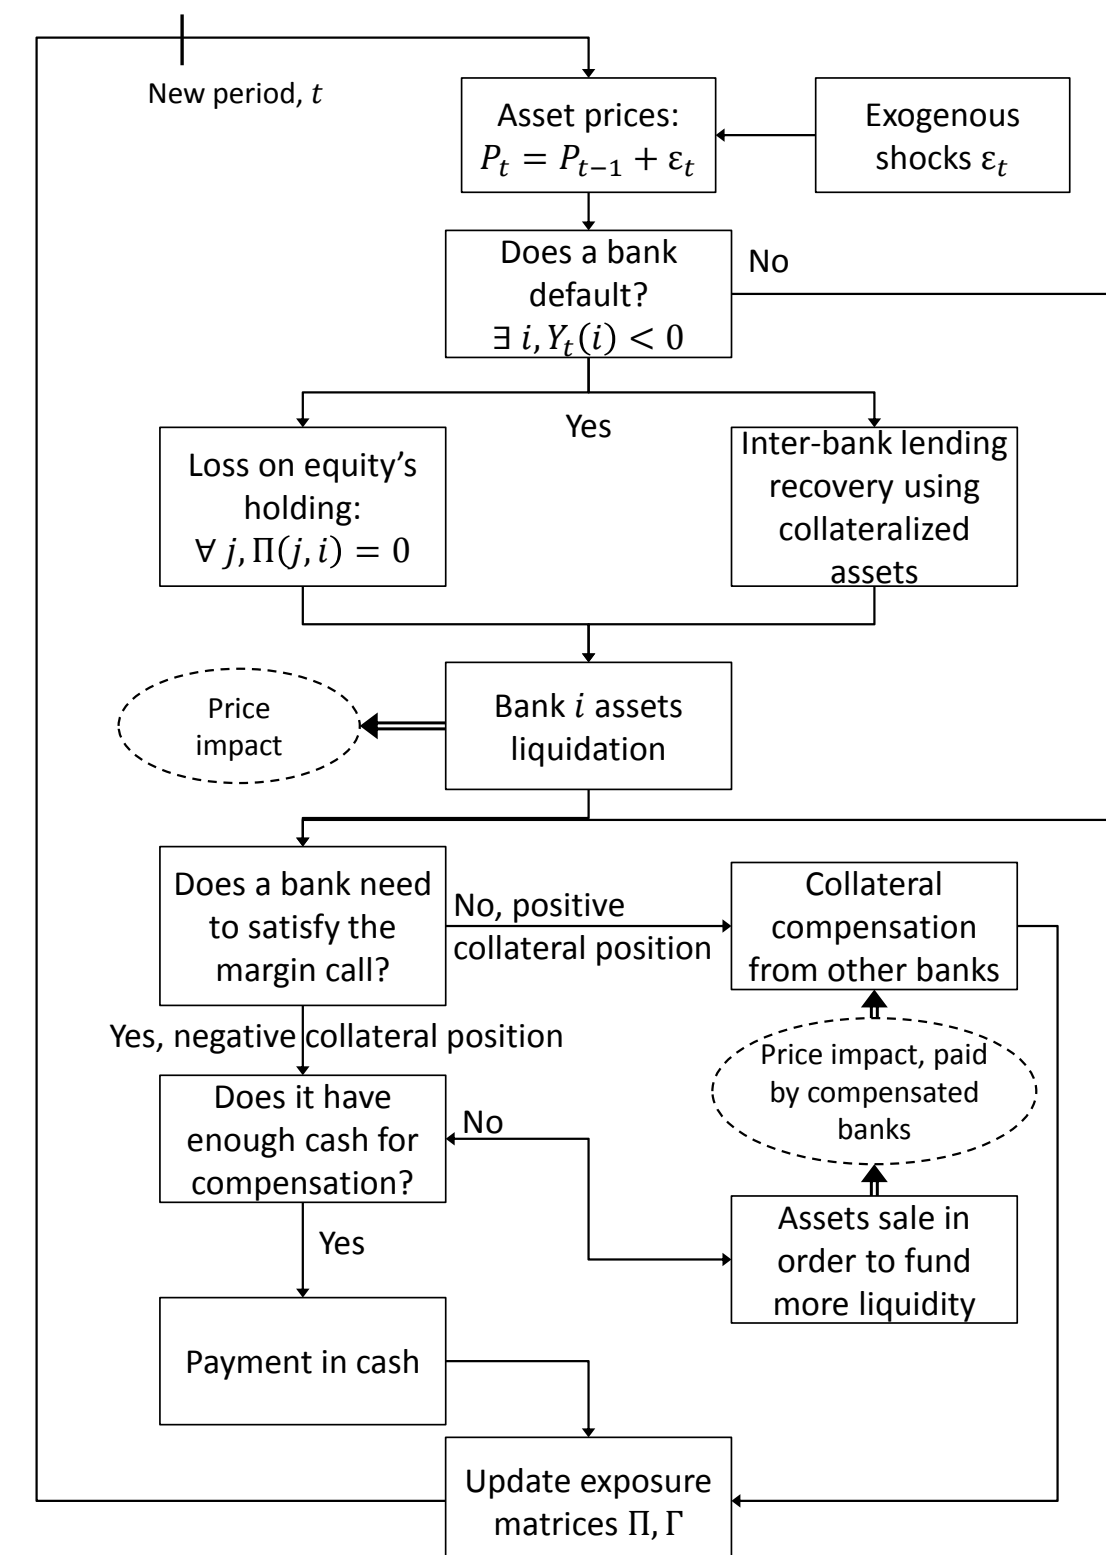 New period, t
Asset prices:
P_t = P_{t−1} + ε_t
Exogenous
shocks ε_t
Does a bank
default?
∃ i, Y_t(i) < 0
No
Yes
Loss on equity's
holding:
∀ j, Π(j, i) = 0
Inter-bank lending
recovery using
collateralized
assets
Price
impact
Bank i assets
liquidation
Does a bank need
to satisfy the
margin call?
No, positive
collateral position
Collateral
compensation
from other banks
Yes, negative collateral position
Price impact, paid
by compensated
banks
Does it have
enough cash for
compensation?
No
Yes
Assets sale in
order to fund
more liquidity
Payment in cash
Update exposure
matrices Π, Γ